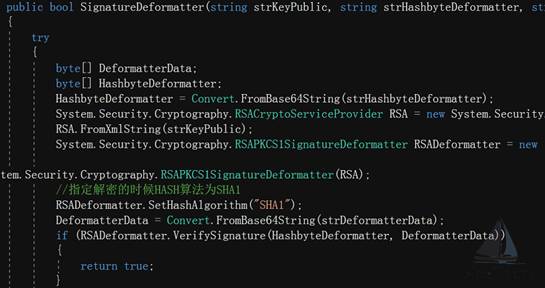 public bool SignatureDeformatter(string strKeyPublic, string strHashbyteDeformatter, st
{
try
{
byte[] DeformatterData;
byte[] HashbyteDeformatter;
HashbyteDeformatter = Convert.FromBase64String(strHashbyteDeformatter);
System.Security.Cryptography.RSACryptoServiceProvider RSA = new System.Security
RSA.FromXmlString(strKeyPublic);
System.Security.Cryptography.RSAPKCS1SignatureDeformatter RSADeformatter = new
tem.Security.Cryptography.RSAPKCS1SignatureDeformatter(RSA);
//指定解密的时候HASH算法为SHA1
RSADeformatter.SetHashAlgorithm("SHA1");
DeformatterData = Convert.FromBase64String(strDeformatterData);
if (RSADeformatter.VerifySignature(HashbyteDeformatter, DeformatterData))
{
return true;
}